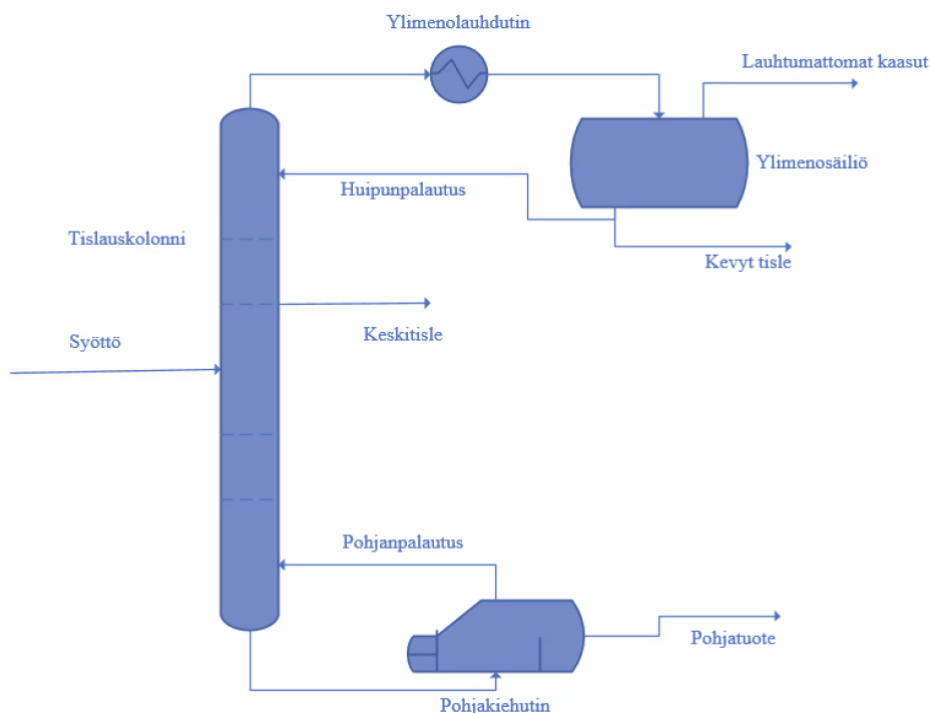 Ylimenolauhdutin
Lauhtumattomat kaasut
Ylimenosäiliö
Huipunpalautus
Tislauskolonni
Kevyt tisle
Keskitisle
Syöttö
Pohjanpalautus
Pohjatuote
Pohjakiehutin